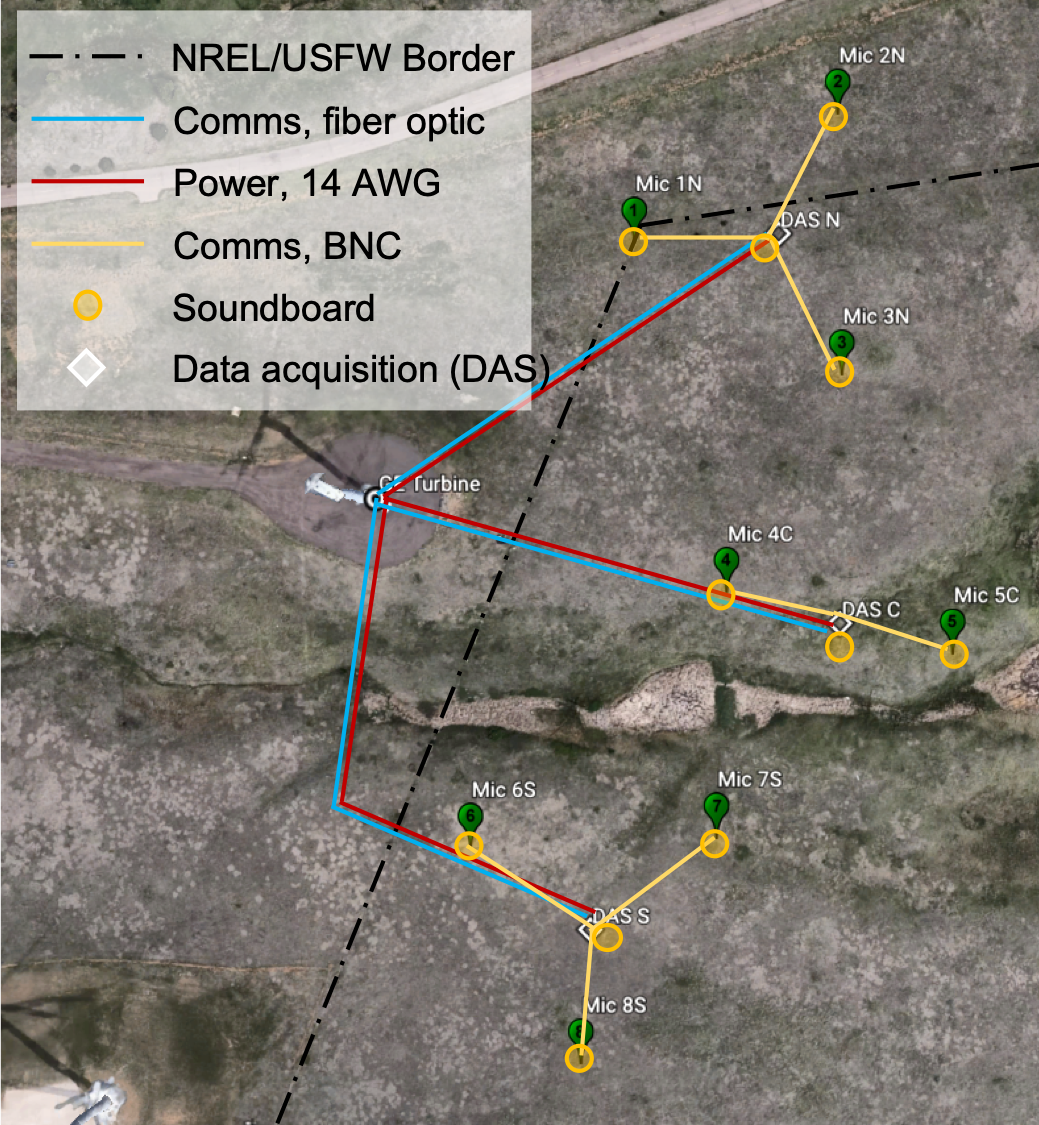 NREL/USFW Border
Comms, fiber optic
Power, 14 AWG
Comms, BNC
Soundboard
Data acquisition (DAS)
Mic 2N
2
Mic 1N
1
DAS N
Mic 3N
3
GE Turbine
Mic 4C
4
Mic 5C
DAS C
5
Mic 7S
Mic 6S
7
6
DAS S
Mic 8S
8